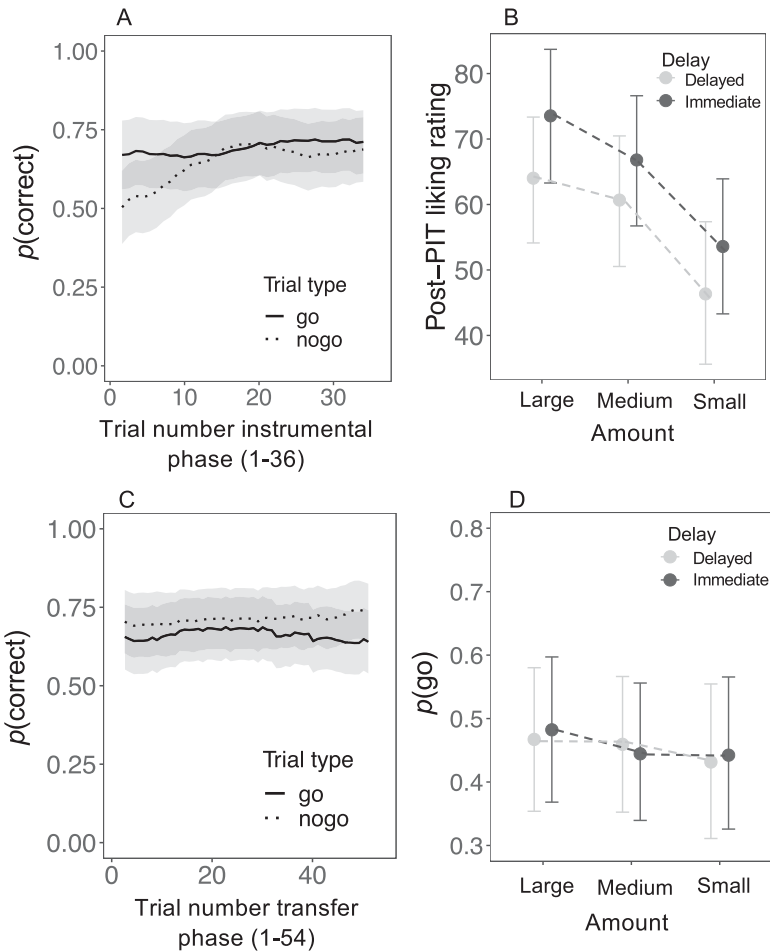 A
1.00
0.75
0.50
0.25
0.00
p(correct)
Trial type
go
nogo
0 10 20 30
Trial number instrumental
phase (1-36)
B
80
70
60
50
40
Post–PIT liking rating
Delay
Delayed
Immediate
Large Medium Small
Amount
C
1.00
0.75
0.50
0.25
0.00
p(correct)
Trial type
go
nogo
0 20 40
Trial number transfer
phase (1-54)
D
0.8
0.7
0.6
0.5
0.4
0.3
p(go)
Delay
Delayed
Immediate
Large Medium Small
Amount